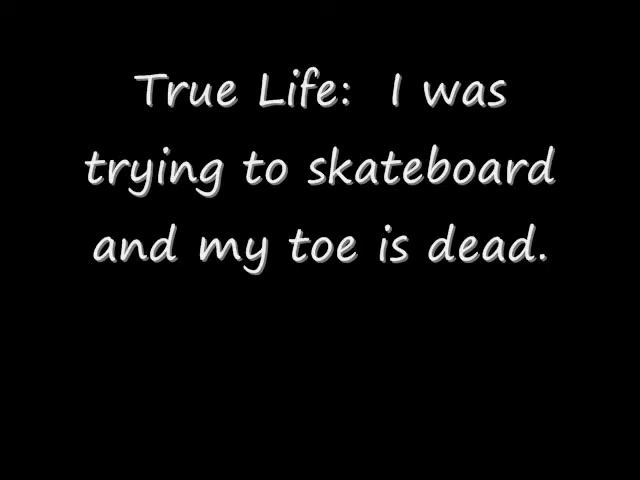 True Life:  I was
trying to skateboard
and my toe is dead.